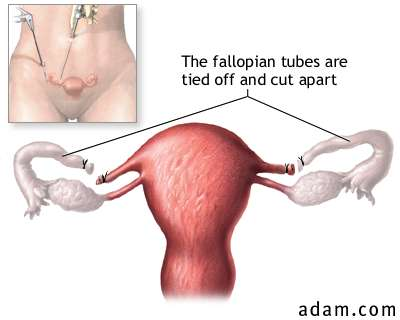 The fallopian tubes are
tied off and cut apart
adam.com